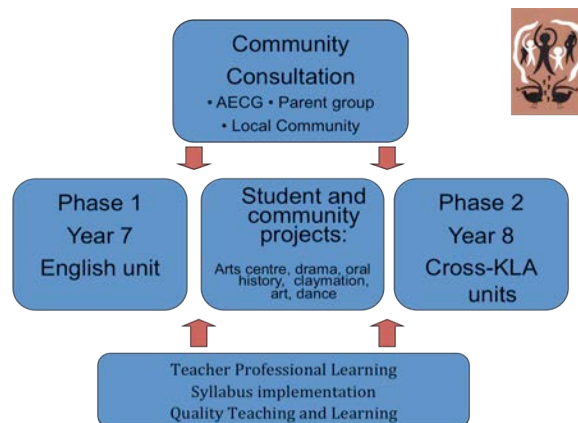 Community
Consultation
• AECG • Parent group
• Local Community
Phase 1
Year 7
English unit
Student and
community
projects:
Arts centre, drama, oral
history, claymation,
art, dance
Phase 2
Year 8
Cross-KLA
units
Teacher Professional Learning
Syllabus implementation
Quality Teaching and Learning